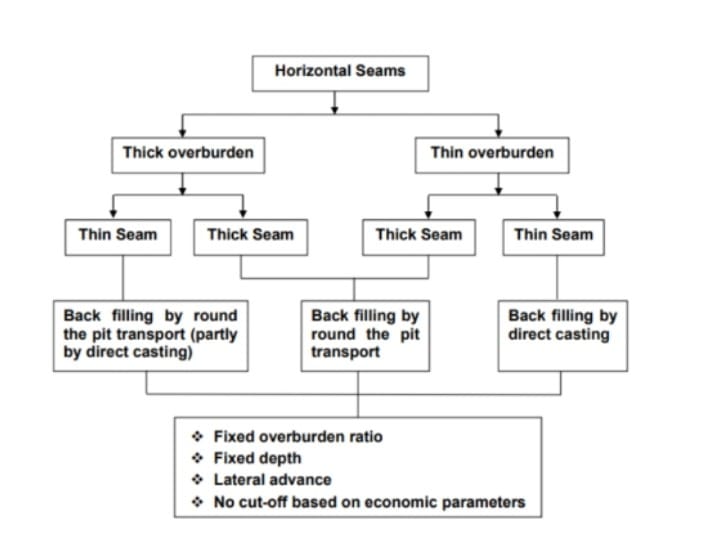 Horizontal Seams
Thick overburden
Thin overburden
Thin Seam
Thick Seam
Thick Seam
Thin Seam
Back filling by round
the pit transport (partly
by direct casting)
Back filling by
round the pit
transport
Back filling by
direct casting
❖ Fixed overburden ratio
❖ Fixed depth
❖ Lateral advance
❖ No cut-off based on economic parameters